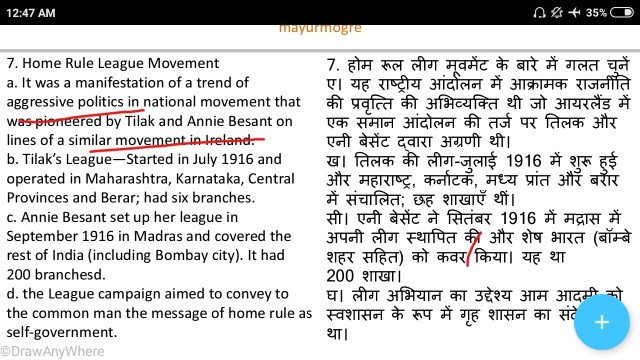 12:47 AM
35%
mayurmogre
7. Home Rule League Movement
a. It was a manifestation of a trend of
aggressive politics in national movement that
was pioneered by Tilak and Annie Besant on
lines of a similar movement in Ireland.
b. Tilak's League—Started in July 1916 and
operated in Maharashtra, Karnataka, Central
Provinces and Berar; had six branches.
c. Annie Besant set up her league in
September 1916 in Madras and covered the
rest of India (including Bombay city). It had
200 branchesd.
d. the League campaign aimed to convey to
the common man the message of home rule as
self-government.
7. होम रूल लीग मूवमेंट के बारे में गलत चुनें
ए। यह राष्ट्रीय आंदोलन में आक्रामक राजनीति
की प्रवृत्ति की अभिव्यक्ति थी जो आयरलैंड में
एक समान आंदोलन की तर्ज पर तिलक और
एनी बेसेंट द्वारा अग्रणी थी।
ख। तिलक की लीग-जुलाई 1916 में शुरू हुई
और महाराष्ट्र, कर्नाटक, मध्य प्रांत और बरार
में संचालित; छह शाखाएँ थीं।
सी। एनी बेसेंट ने सितंबर 1916 में मद्रास में
अपनी लीग स्थापित की और शेष भारत (बॉम्बे
शहर सहित) को कवर किया। यह था
200 शाखा।
घ। लीग अभियान का उद्देश्य आम आदमी को
स्वशासन के रूप में गृह शासन का
था।
©DrawAnyWhere